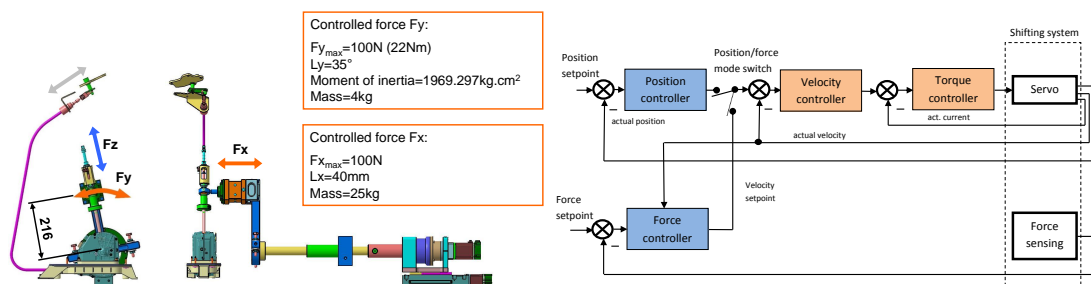 Controlled force Fy:
Fymax=100N (22Nm)
Ly=35°
Moment of inertia=1969.297kg.cm²
Mass=4kg
Controlled force Fx:
Fxmax=100N
Lx=40mm
Mass=25kg
Fz
Fy
216
Fx
Shifting system
Position
setpoint
Position/force
mode switch
Position
controller
Velocity
controller
Torque
controller
Servo
actual position
act. current
actual velocity
Velocity
setpoint
Force
setpoint
Force
controller
Force
sensing